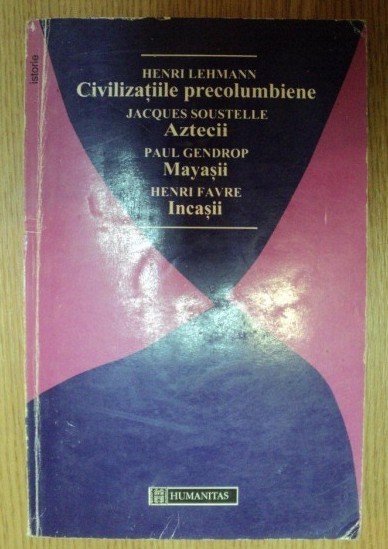 istorie
HENRI LEHMANN
Civilizațiile precolumbiene
JACQUES SOUSTELLE
Aztecii
PAUL GENDROP
Mayașii
HENRI FAVRE
Incașii
HUMANITAS